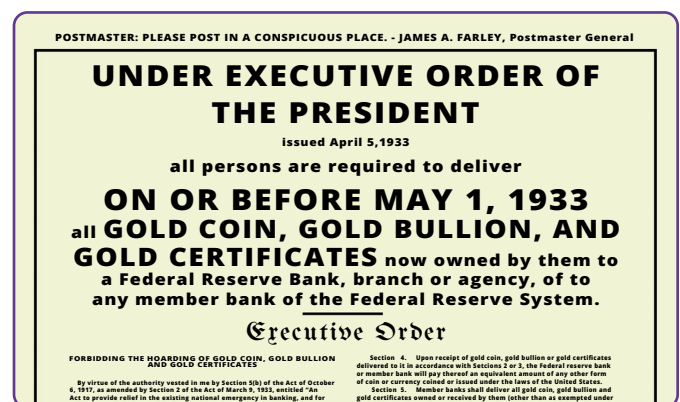 POSTMASTER: PLEASE POST IN A CONSPICUOUS PLACE. - JAMES A. FARLEY, Postmaster General
UNDER EXECUTIVE ORDER OF
THE PRESIDENT
issued April 5,1933
all persons are required to deliver
ON OR BEFORE MAY 1, 1933
all GOLD COIN, GOLD BULLION, AND
GOLD CERTIFICATES now owned by them to
a Federal Reserve Bank, branch or agency, of to
any member bank of the Federal Reserve System.
Executive Order
FORBIDDING THE HOARDING OF GOLD COIN, GOLD BULLION
AND GOLD CERTIFICATES
By virtue of the authority vested in me by Section 5(b) of the Act of October
6, 1917, as amended by Section 2 of the Act of March 9, 1933, entitled "An
Act to provide relief in the existing national emergency in banking, and for
Section 4. Upon receipt of gold coin, gold bullion or gold certificates
delivered to it in accordance with Setcions 2 or 3, the Federal reserve bank
or member bank will pay thereof an equivalent amount of any other form
of coin or currency coined or issued under the laws of the United States.
Section 5. Member banks shall deliver all gold coin, gold bullion and
gold certificates owned or received by them (other than as exempted under